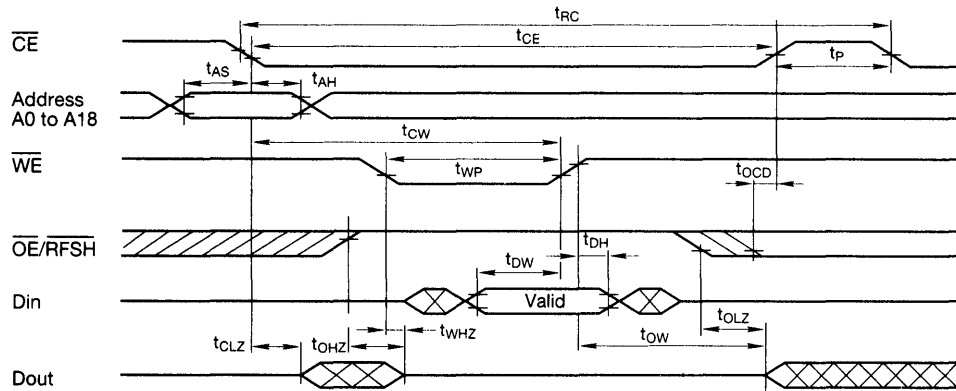 tRC
CE
tCE
tP
tAS
tAH
Address
A0 to A18
tCW
WE
tWP
tOCD
OE/RFSH
tDH
tDW
Din
Valid
tWHZ
tOLZ
tCLZ
tOHZ
tOW
Dout